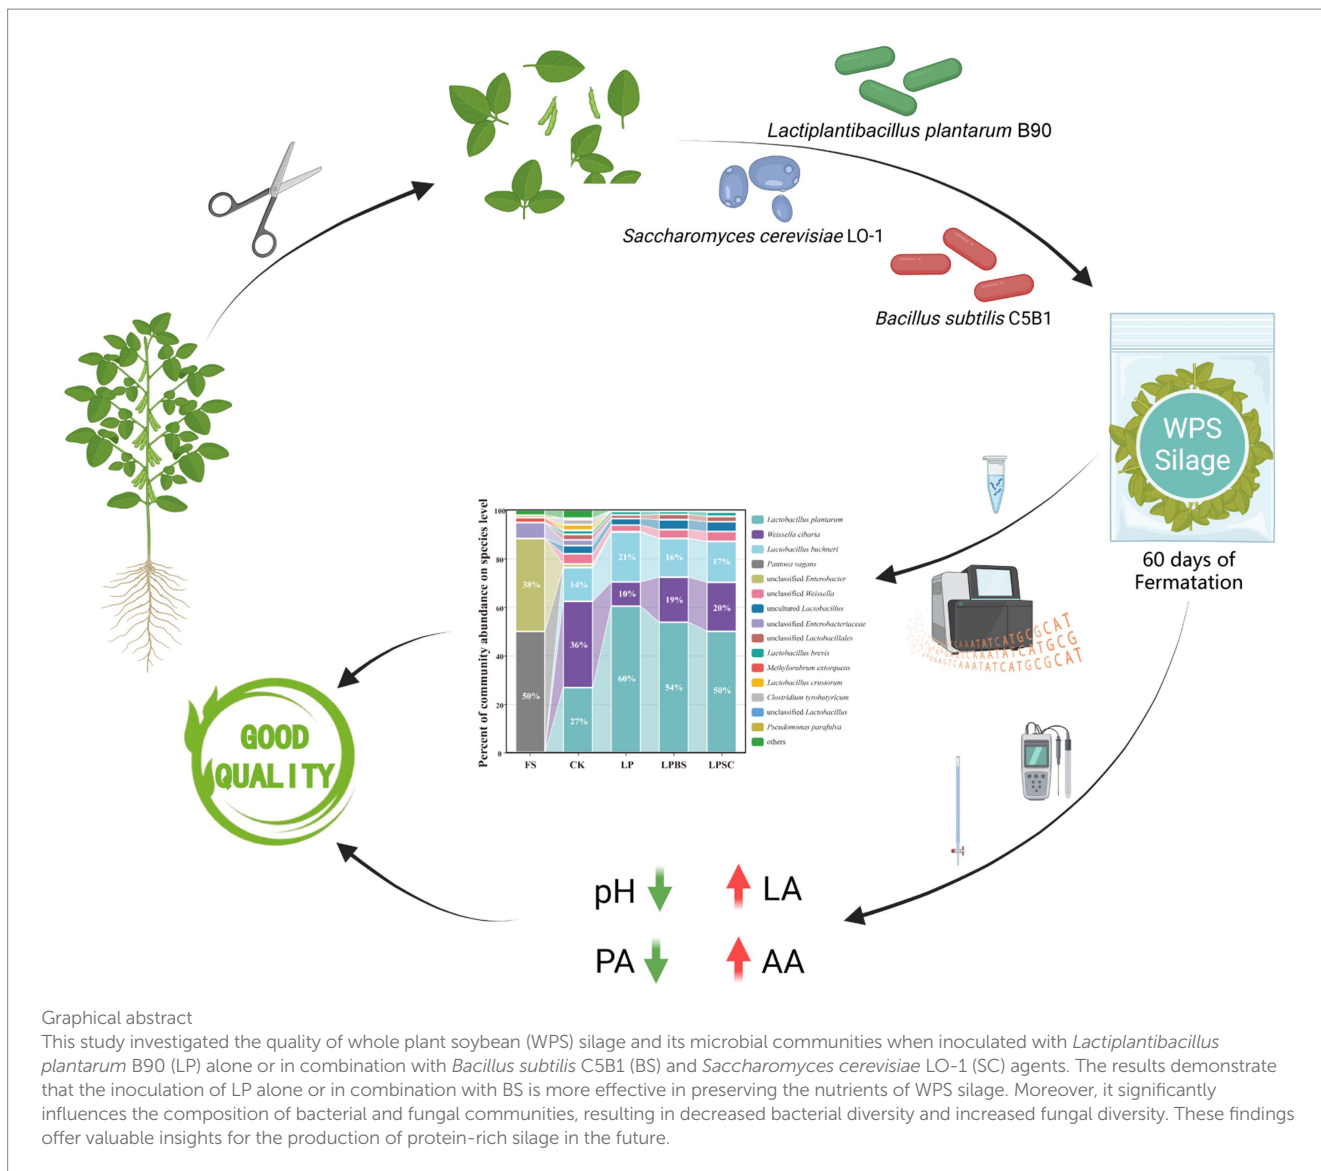 Lactiplantibacillus plantarum B90
Saccharomyces cerevisiae LO-1
Bacillus subtilis C5B1
WPS
Silage
60 days of
Fermatation
GTCAAATATCATGCGCAT
GTCAAATATCATGCG
GAGTCAAATATCATGCGCAT
Percent of community abundance on species level
100
80
60
40
20
0
38%
50%
14%
36%
27%
21%
10%
60%
16%
19%
54%
17%
20%
50%
FS CK LP LPBS LPSC
Lactobacillus plantarum
Weissella cibaria
Lactobacillus buchneri
Pantoea vagans
unclassified Enterobacter
unclassified Weissella
uncultured Lactobacillus
unclassified Enterobacteriaceae
unclassified Lactobacillales
Lactobacillus brevis
Methylorubrum extorquens
Lactobacillus crustorum
Clostridium tyrobutyricum
unclassified Lactobacillus
Pseudomonas parafulva
others
GOOD
QUALITY
pH LA
PA AA
Graphical abstract
This study investigated the quality of whole plant soybean (WPS) silage and its microbial communities when inoculated with Lactiplantibacillus
plantarum B90 (LP) alone or in combination with Bacillus subtilis C5B1 (BS) and Saccharomyces cerevisiae LO-1 (SC) agents. The results demonstrate
that the inoculation of LP alone or in combination with BS is more effective in preserving the nutrients of WPS silage. Moreover, it significantly
influences the composition of bacterial and fungal communities, resulting in decreased bacterial diversity and increased fungal diversity. These findings
offer valuable insights for the production of protein-rich silage in the future.